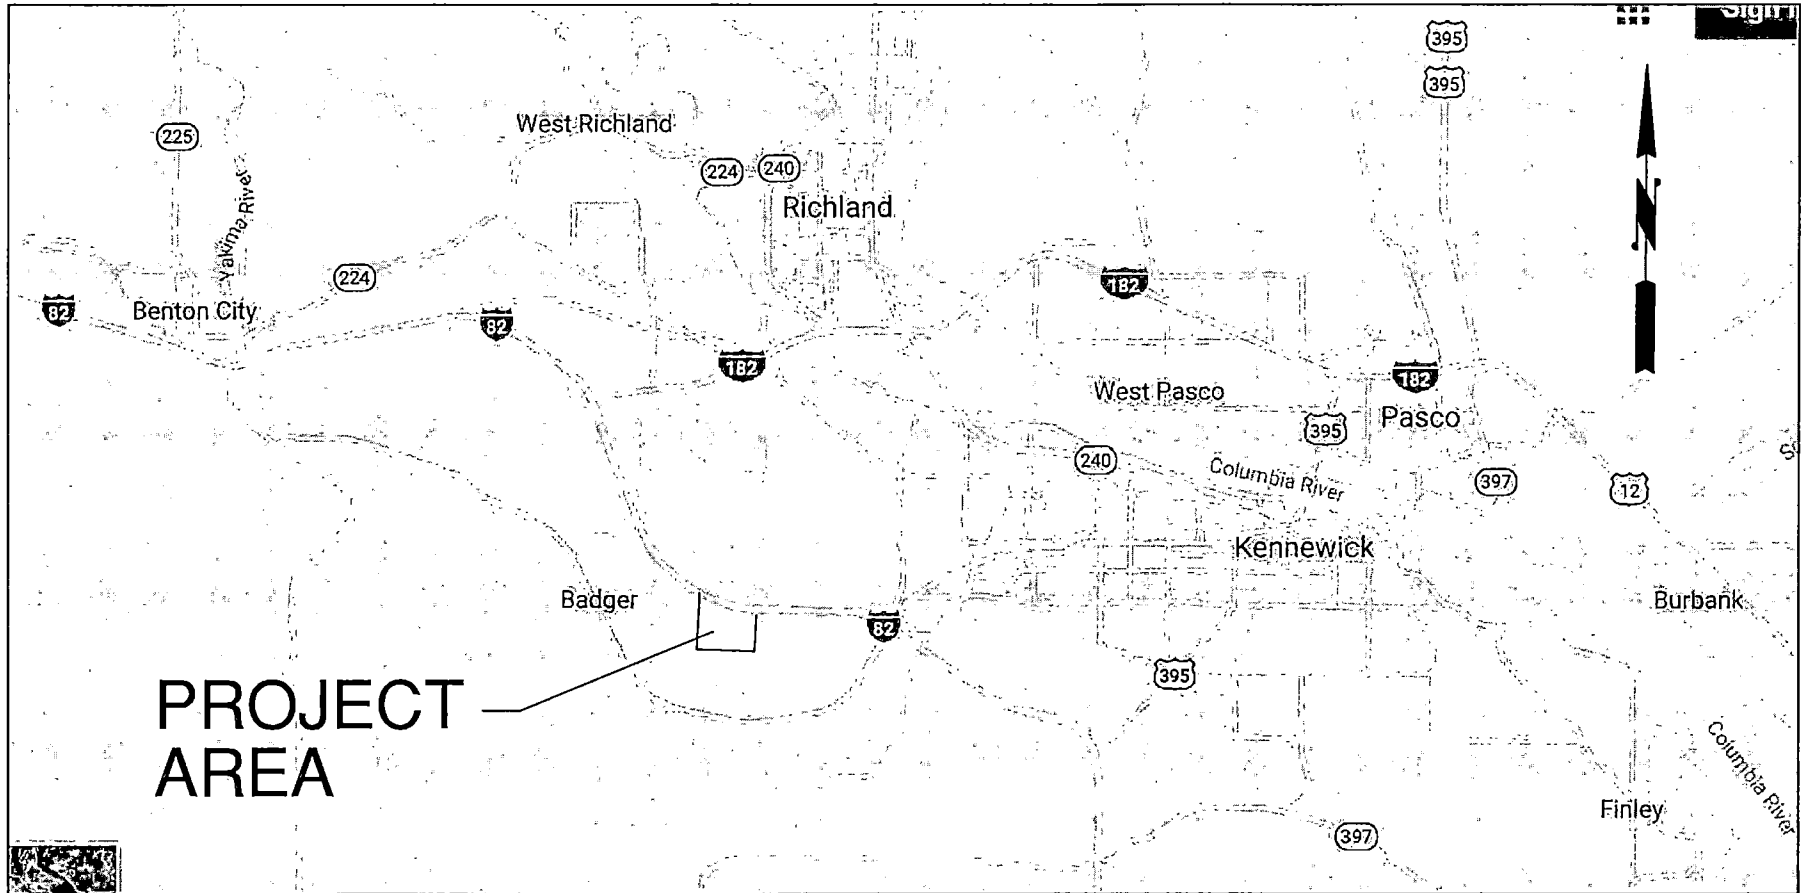 395
395
West Richland
225
224
240
Yakima River
Richland
224
182
82
Benton City
82
182
182
West Pasco
395
Pasco
240
Columbia River
397
12
Kennewick
Badger
Burbank
82
395
PROJECT
AREA
Columbia River
Finley
397
N